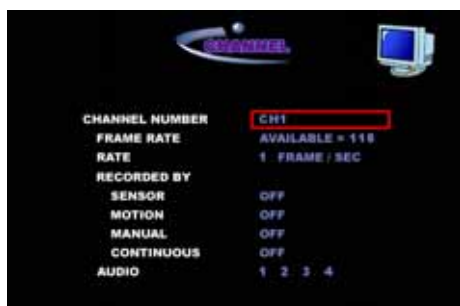 CHANNEL
CHANNEL NUMBER CH1
FRAME RATE AVAILABLE = 116
RATE 1 FRAME / SEC
RECORDED BY
SENSOR OFF
MOTION OFF
MANUAL OFF
CONTINUOUS OFF
AUDIO 1 2 3 4